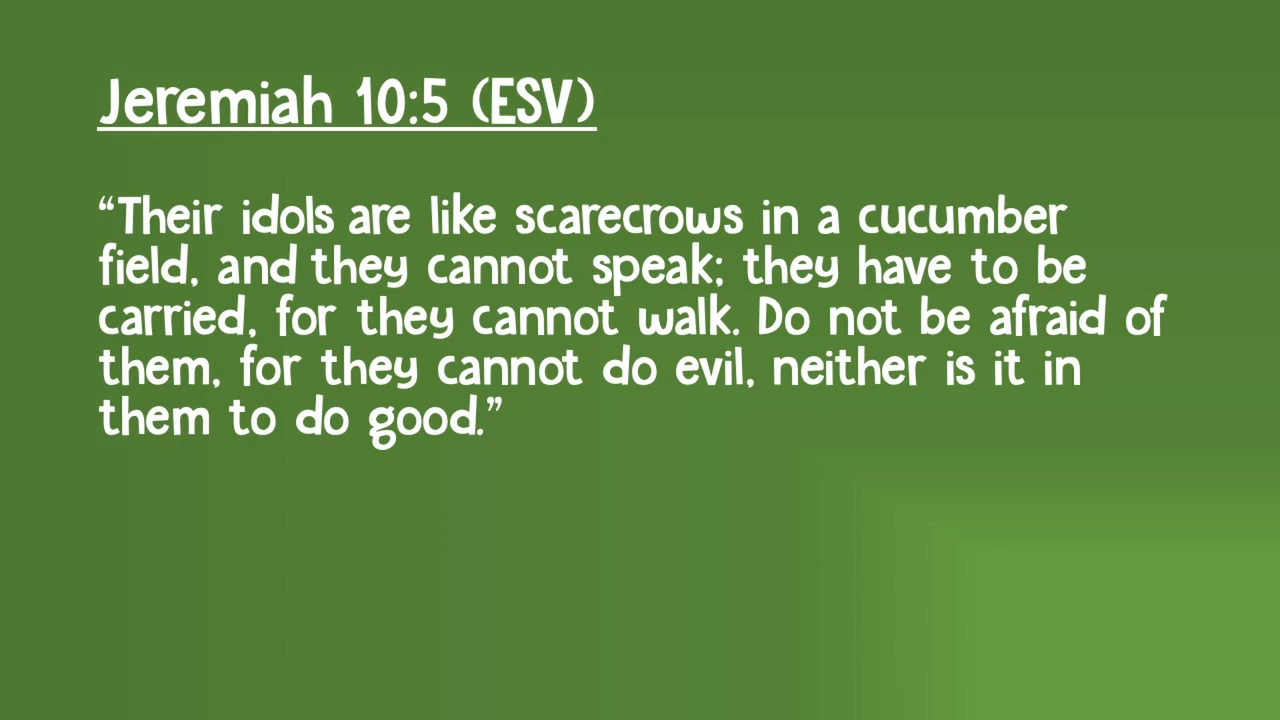 Jeremiah 10:5 (ESV)
“Their idols are like scarecrows in a cucumber
field, and they cannot speak; they have to be
carried, for they cannot walk. Do not be afraid of
them, for they cannot do evil, neither is it in
them to do good.”